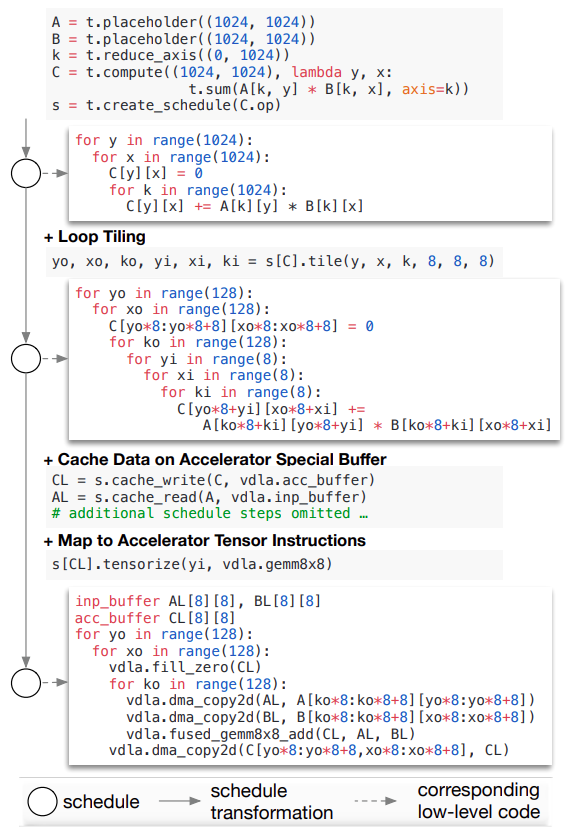 A = t.placeholder((1024, 1024))
B = t.placeholder((1024, 1024))
k = t.reduce_axis((0, 1024))
C = t.compute((1024, 1024), lambda y, x:
                t.sum(A[k, y] * B[k, x], axis=k))
s = t.create_schedule(C.op)
for y in range(1024):
  for x in range(1024):
    C[y][x] = 0
    for k in range(1024):
      C[y][x] += A[k][y] * B[k][x]
+ Loop Tiling
yo, xo, ko, yi, xi, ki = s[C].tile(y, x, k, 8, 8, 8)
for yo in range(128):
  for xo in range(128):
    C[yo*8:yo*8+8][xo*8:xo*8+8] = 0
    for ko in range(128):
      for yi in range(8):
        for xi in range(8):
          for ki in range(8):
            C[yo*8+yi][xo*8+xi] +=
               A[ko*8+ki][yo*8+yi] * B[ko*8+ki][xo*8+xi]
+ Cache Data on Accelerator Special Buffer
CL = s.cache_write(C, vdla.acc_buffer)
AL = s.cache_read(A, vdla.inp_buffer)
# additional schedule steps omitted …
+ Map to Accelerator Tensor Instructions
s[CL].tensorize(yi, vdla.gemm8x8)
inp_buffer AL[8][8], BL[8][8]
acc_buffer CL[8][8]
for yo in range(128):
  for xo in range(128):
    vdla.fill_zero(CL)
    for ko in range(128):
      vdla.dma_copy2d(AL, A[ko*8:ko*8+8][yo*8:yo*8+8])
      vdla.dma_copy2d(BL, B[ko*8:ko*8+8][xo*8:xo*8+8])
      vdla.fused_gemm8x8_add(CL, AL, BL)
    vdla.dma_copy2d(C[yo*8:yo*8+8,xo*8:xo*8+8], CL)
schedule
schedule
transformation
corresponding
low-level code